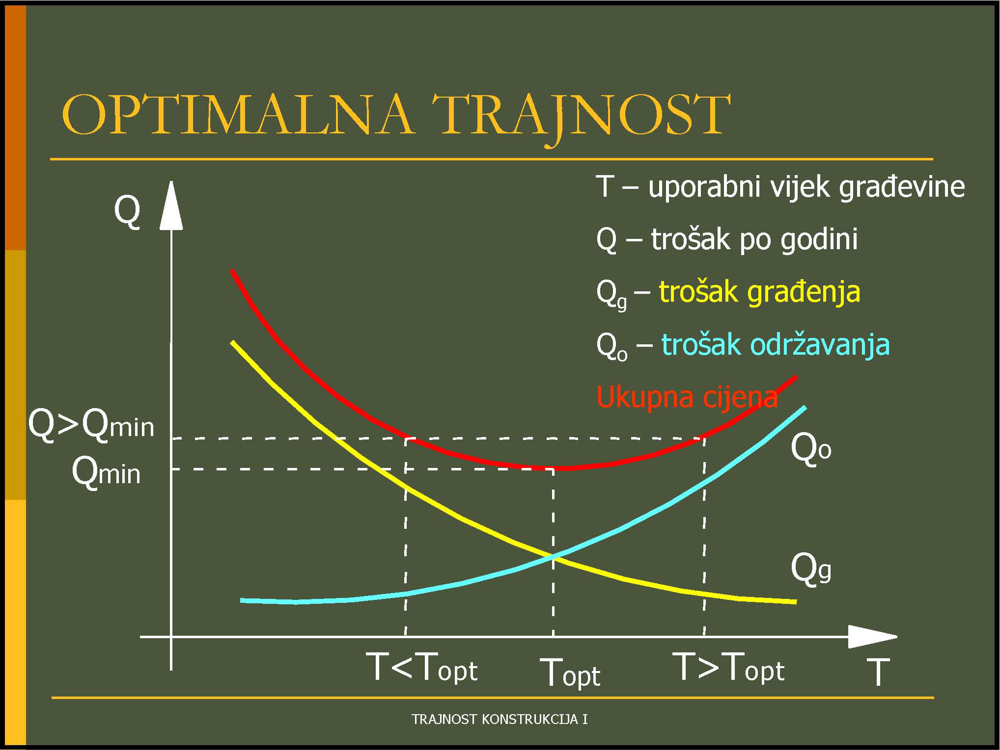 OPTIMALNA TRAJNOST
T – uporabni vijek građevine
Q
Q – trošak po godini
Qg – trošak građenja
Qo – trošak održavanja
Ukupna cijena
Q>Qmin
Qo
Qmin
Qg
T<Topt
Topt
T>Topt
T
TRAJNOST KONSTRUKCIJA I